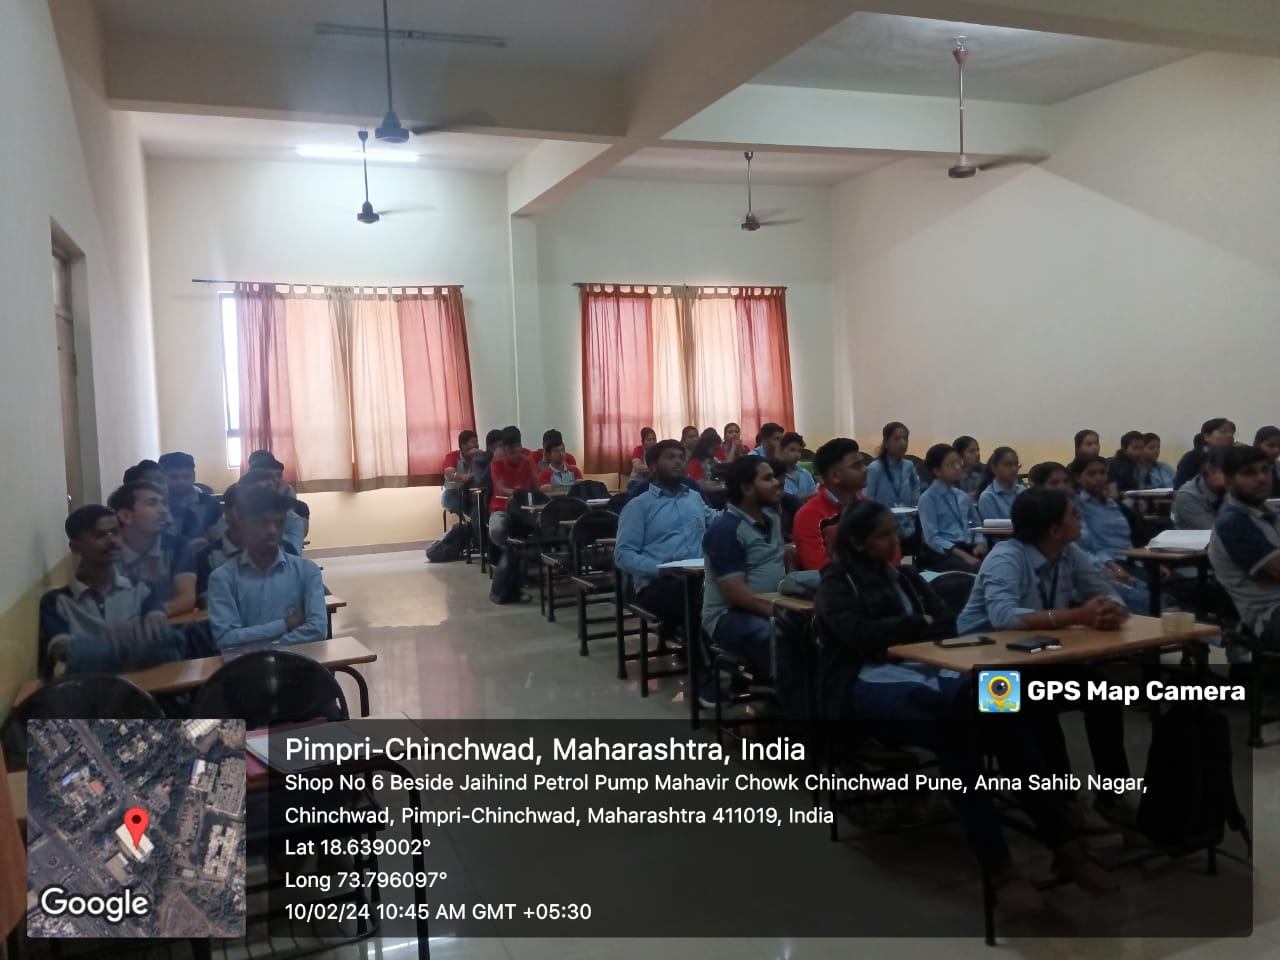 GPS Map Camera
Pimpri-Chinchwad, Maharashtra, India
Shop No 6 Beside Jaihind Petrol Pump Mahavir Chowk Chinchwad Pune, Anna Sahib Nagar,
Chinchwad, Pimpri-Chinchwad, Maharashtra 411019, India
Lat 18.639002°
Long 73.796097°
10/02/24 10:45 AM GMT +05:30
Google